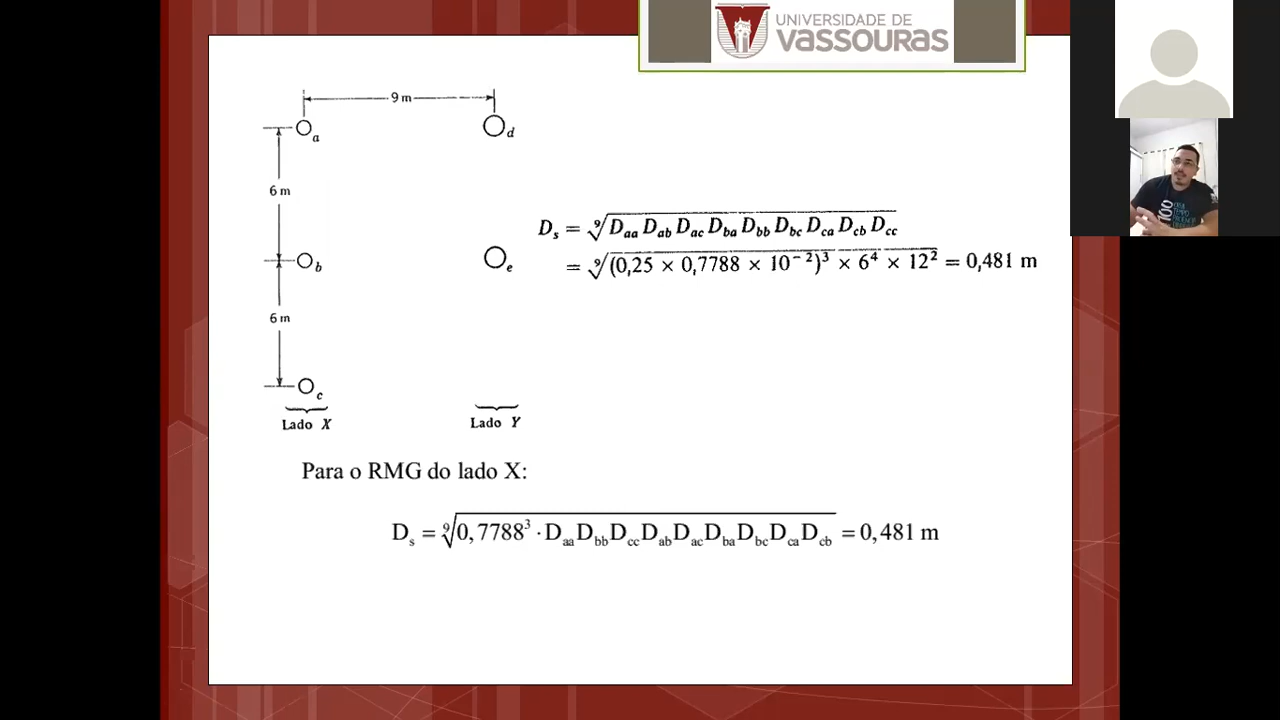 UNIVERSIDADE DE
VASSOURAS
9 m
a
d
6 m
D_s = ⁹√(D_aa D_ab D_ac D_ba D_bb D_bc D_ca D_cb D_cc)
b
e
= ⁹√((0,25 × 0,7788 × 10⁻²)³ × 6⁴ × 12²) = 0,481 m
6 m
c
Lado X
Lado Y
Para o RMG do lado X:
D_s = ⁹√(0,7788³ · D_aa D_bb D_cc D_ab D_ac D_ba D_bc D_ca D_cb) = 0,481 m